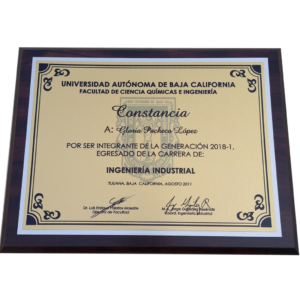 UNIVERSIDAD AUTÓNOMA DE BAJA CALIFORNIA
FACULTAD DE CIENCIA QUÍMICAS E INGENIERÍA
Constancia
A: Gloria Pacheco López
POR SER INTEGRANTE DE LA GENERACIÓN 2018-1,
EGRESADO DE LA CARRERA DE:
INGENIERÍA INDUSTRIAL
TIJUANA, BAJA CALIFORNIA, AGOSTO 2017